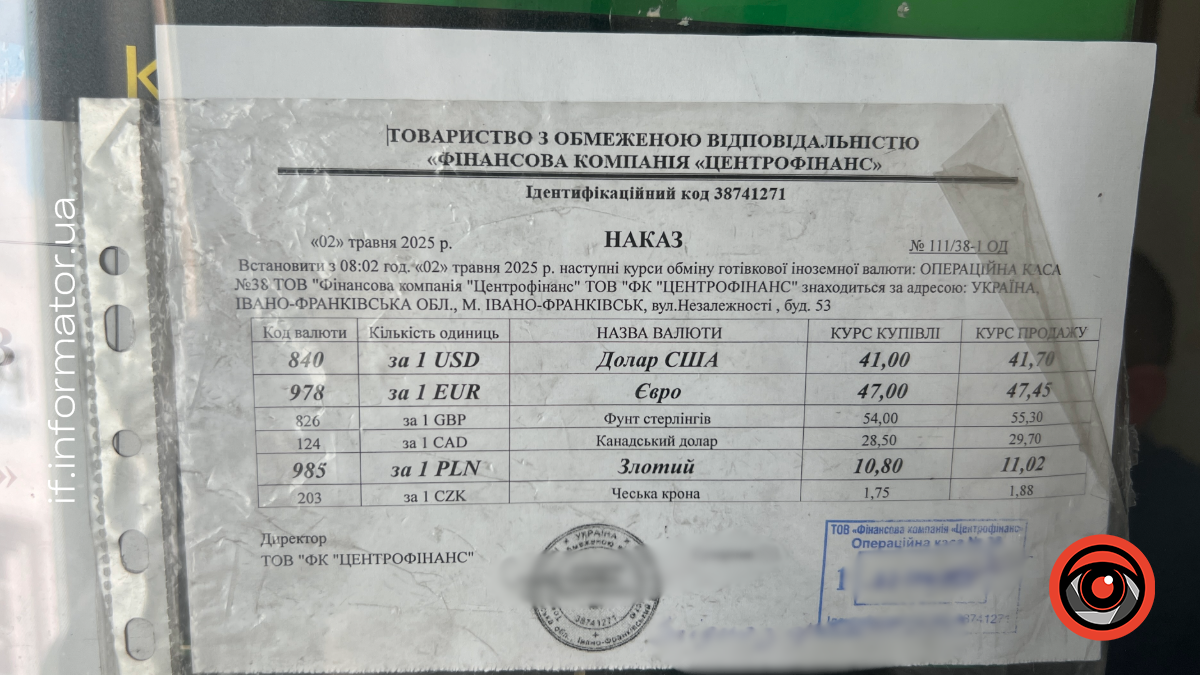 К
if.informator.ua
ТОВАРИСТВО З ОБМЕЖЕНОЮ ВІДПОВІДАЛЬНІСТЮ
«ФІНАНСОВА КОМПАНІЯ «ЦЕНТРОФІНАНС»
Ідентифікаційний код 38741271
«02» травня 2025 р. НАКАЗ № 111/38-1 ОД
Встановити з 08:02 год. «02» травня 2025 р. наступні курси обміну готівкової іноземної валюти: ОПЕРАЦІЙНА КАСА
№38 ТОВ "Фінансова компанія "Центрофінанс" ТОВ "ФК "ЦЕНТРОФІНАНС" знаходиться за адресою: УКРАЇНА,
ІВАНО-ФРАНКІВСЬКА ОБЛ., М. ІВАНО-ФРАНКІВСЬК, вул.Незалежності , буд. 53
Код валюти Кількість одиниць НАЗВА ВАЛЮТИ КУРС КУПІВЛІ КУРС ПРОДАЖУ
840 за 1 USD Долар США 41,00 41,70
978 за 1 EUR Євро 47,00 47,45
826 за 1 GBP Фунт стерлінгів 54,00 55,30
124 за 1 CAD Канадський долар 28,50 29,70
985 за 1 PLN Злотий 10,80 11,02
203 за 1 CZK Чеська крона 1,75 1,88
Директор
ТОВ "ФК "ЦЕНТРОФІНАНС"
УКРАЇНА
38741271
Івано-Франківський
ТОВ «Фінансова компанія «Центрофінанс»
Операційна каса № 38
1
38741271